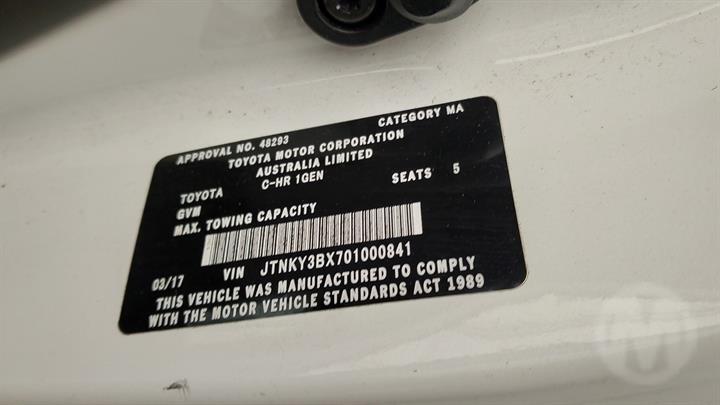 APPROVAL NO. 48293 CATEGORY MA
TOYOTA MOTOR CORPORATION
AUSTRALIA LIMITED
TOYOTA C-HR 1GEN
GVM SEATS 5
MAX. TOWING CAPACITY
03/17 VIN JTNKY3BX701000841
THIS VEHICLE WAS MANUFACTURED TO COMPLY
WITH THE MOTOR VEHICLE STANDARDS ACT 1989
M